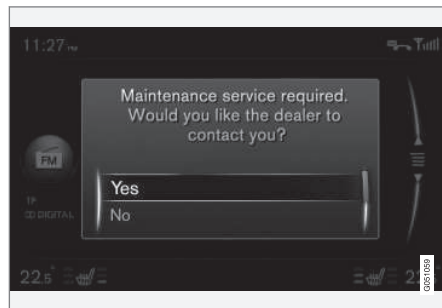 11:27
Maintenance service required.
Would you like the dealer to
contact you?
FM
Yes
TP
DIGITAL
No
22.5
22
G051059